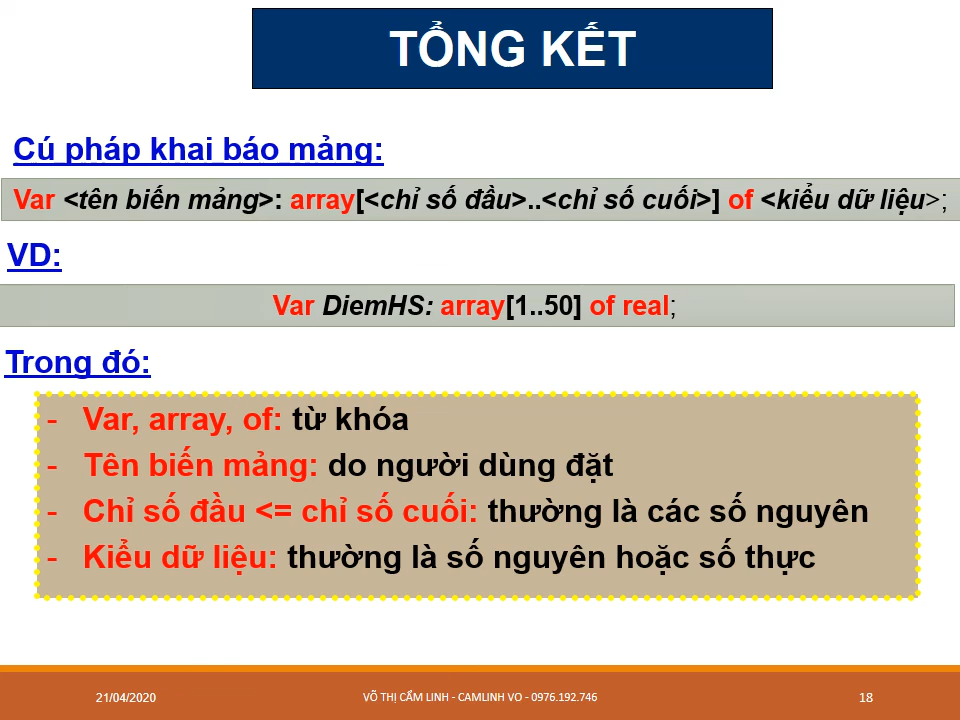 TỔNG KẾT
Cú pháp khai báo mảng:
Var <tên biến mảng>: array[<chỉ số đầu>..<chỉ số cuối>] of <kiểu dữ liệu>;
VD:
Var DiemHS: array[1..50] of real;
Trong đó:
- Var, array, of: từ khóa
- Tên biến mảng: do người dùng đặt
- Chỉ số đầu <= chỉ số cuối: thường là các số nguyên
- Kiểu dữ liệu: thường là số nguyên hoặc số thực
21/04/2020 VÕ THỊ CẨM LINH - CAMLINH VO - 0976.192.746 18